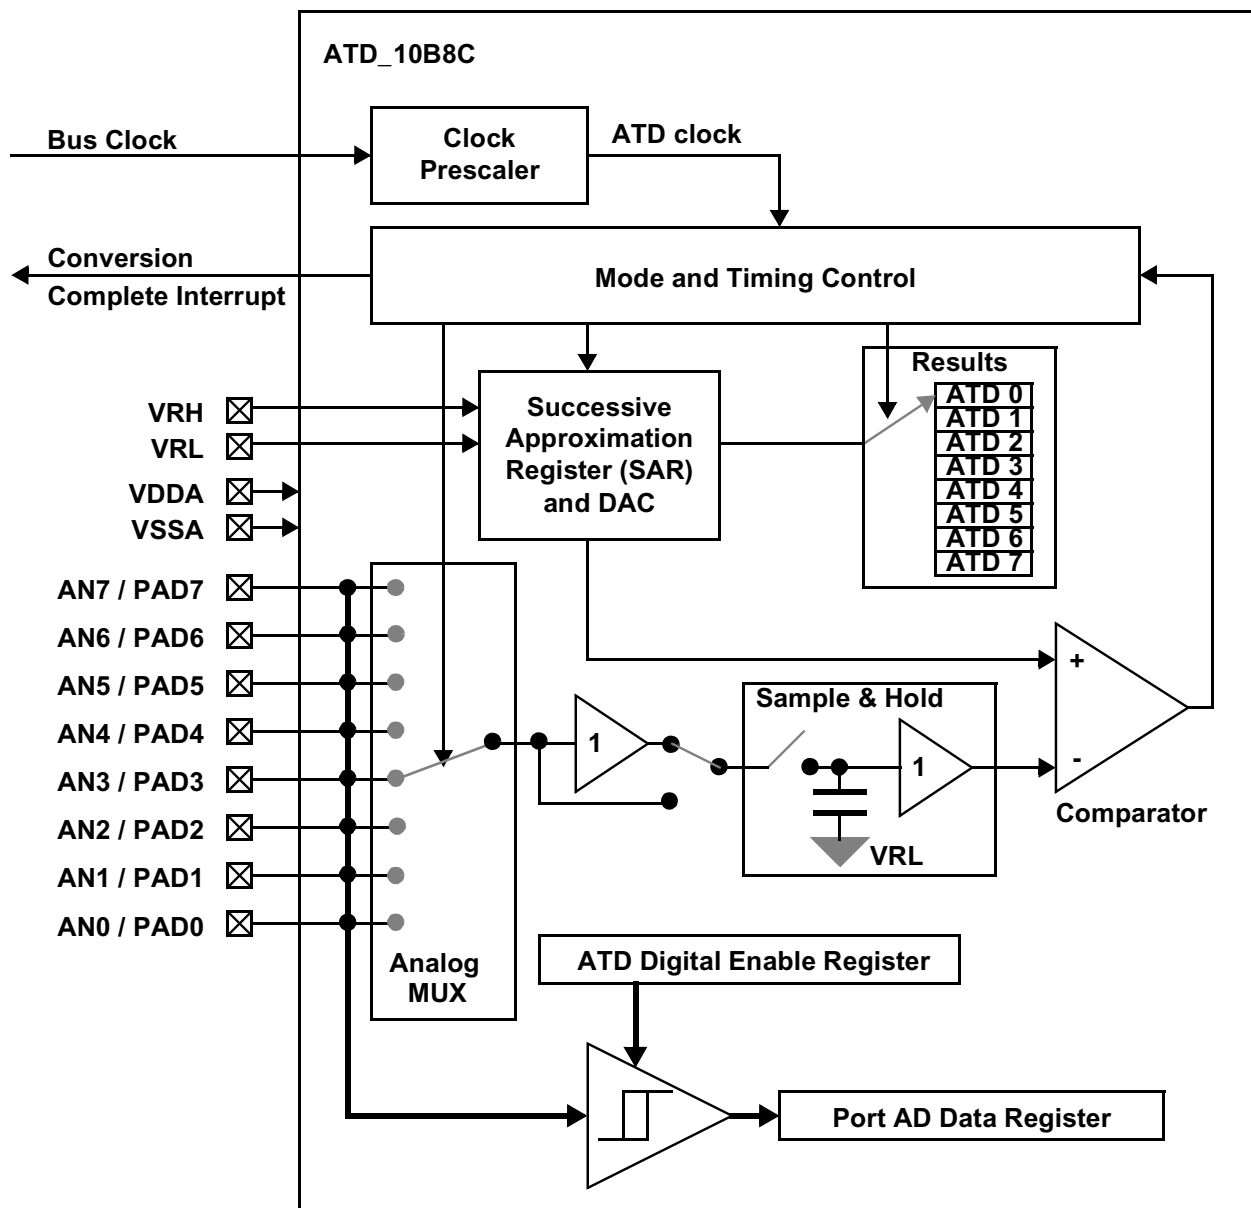 ATD_10B8C
Bus Clock
Clock
Prescaler
ATD clock
Conversion
Complete Interrupt
Mode and Timing Control
Results
ATD 0
ATD 1
ATD 2
ATD 3
ATD 4
ATD 5
ATD 6
ATD 7
VRH
VRL
VDDA
VSSA
Successive
Approximation
Register (SAR)
and DAC
AN7 / PAD7
AN6 / PAD6
AN5 / PAD5
AN4 / PAD4
AN3 / PAD3
AN2 / PAD2
AN1 / PAD1
AN0 / PAD0
Analog
MUX
1
Sample & Hold
1
VRL
+
-
Comparator
ATD Digital Enable Register
Port AD Data Register